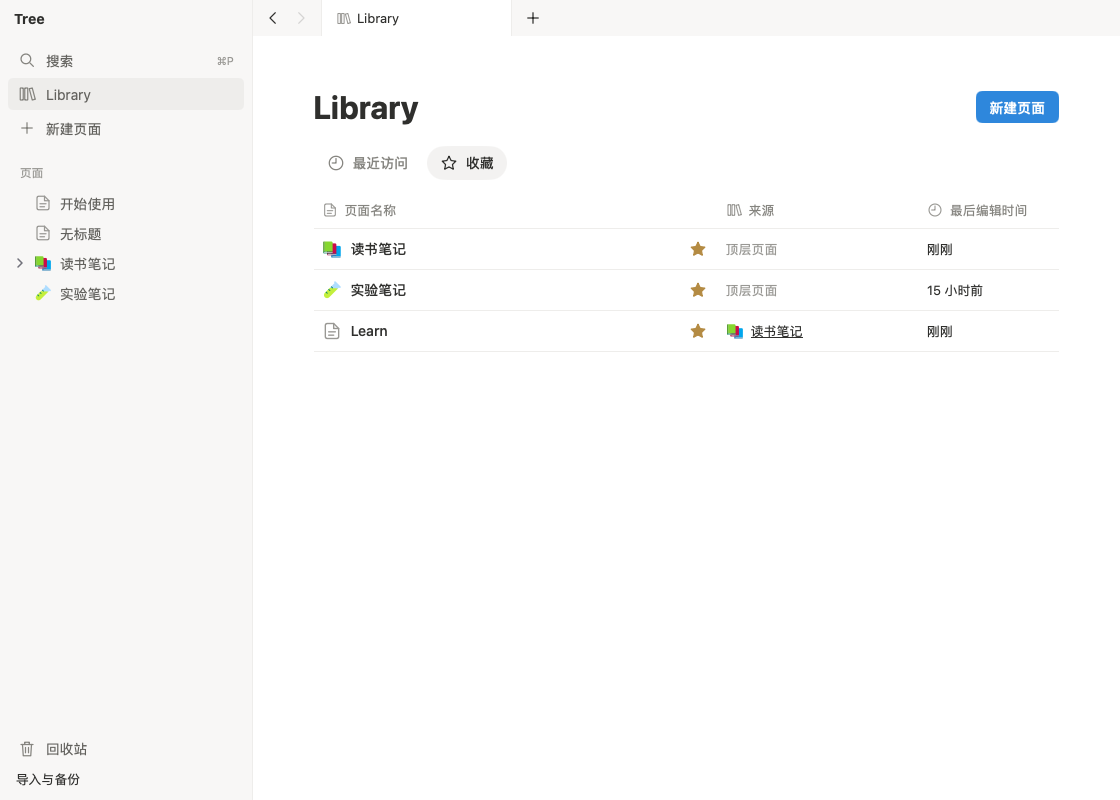 Tree
搜索 ⌘P
Library
新建页面
页面
开始使用
无标题
读书笔记
实验笔记
回收站
导入与备份
Library
Library
新建页面
最近访问 收藏
页面名称 来源 最后编辑时间
读书笔记 顶层页面 刚刚
实验笔记 顶层页面 15 小时前
Learn 读书笔记 刚刚